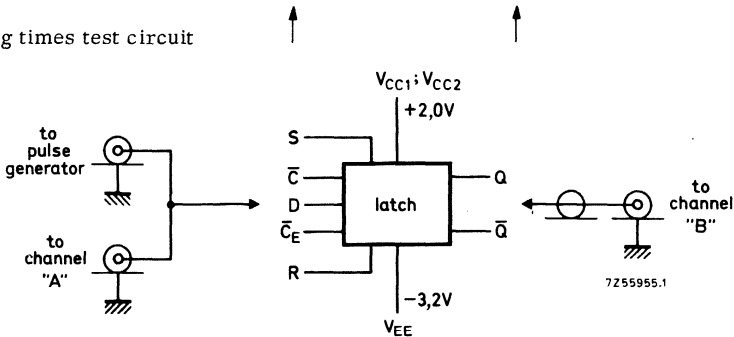 g times test circuit
VCC1 ; VCC2
+2,0V
to
pulse
generator
to
channel
"A"
S
C̅
D
C̅E
R
latch
Q
Q̅
−3,2V
VEE
to
channel
"B"
7Z55955.1